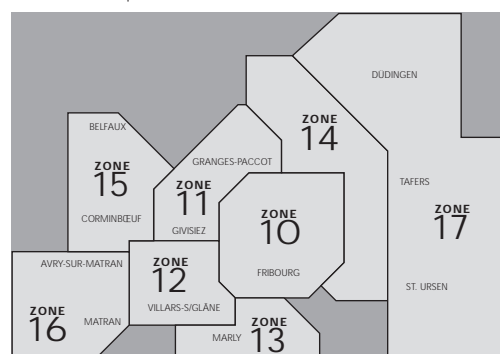 DÜDINGEN
ZONE
14
BELFAUX
GRANGES-PACCOT
ZONE
15
ZONE
11
TAFERS
ZONE
17
CORMINBŒUF
GIVISIEZ
ZONE
10
FRIBOURG
AVRY-SUR-MATRAN
ZONE
12
ST. URSEN
VILLARS-S/GLÂNE
ZONE
16
MATRAN
MARLY
ZONE
13